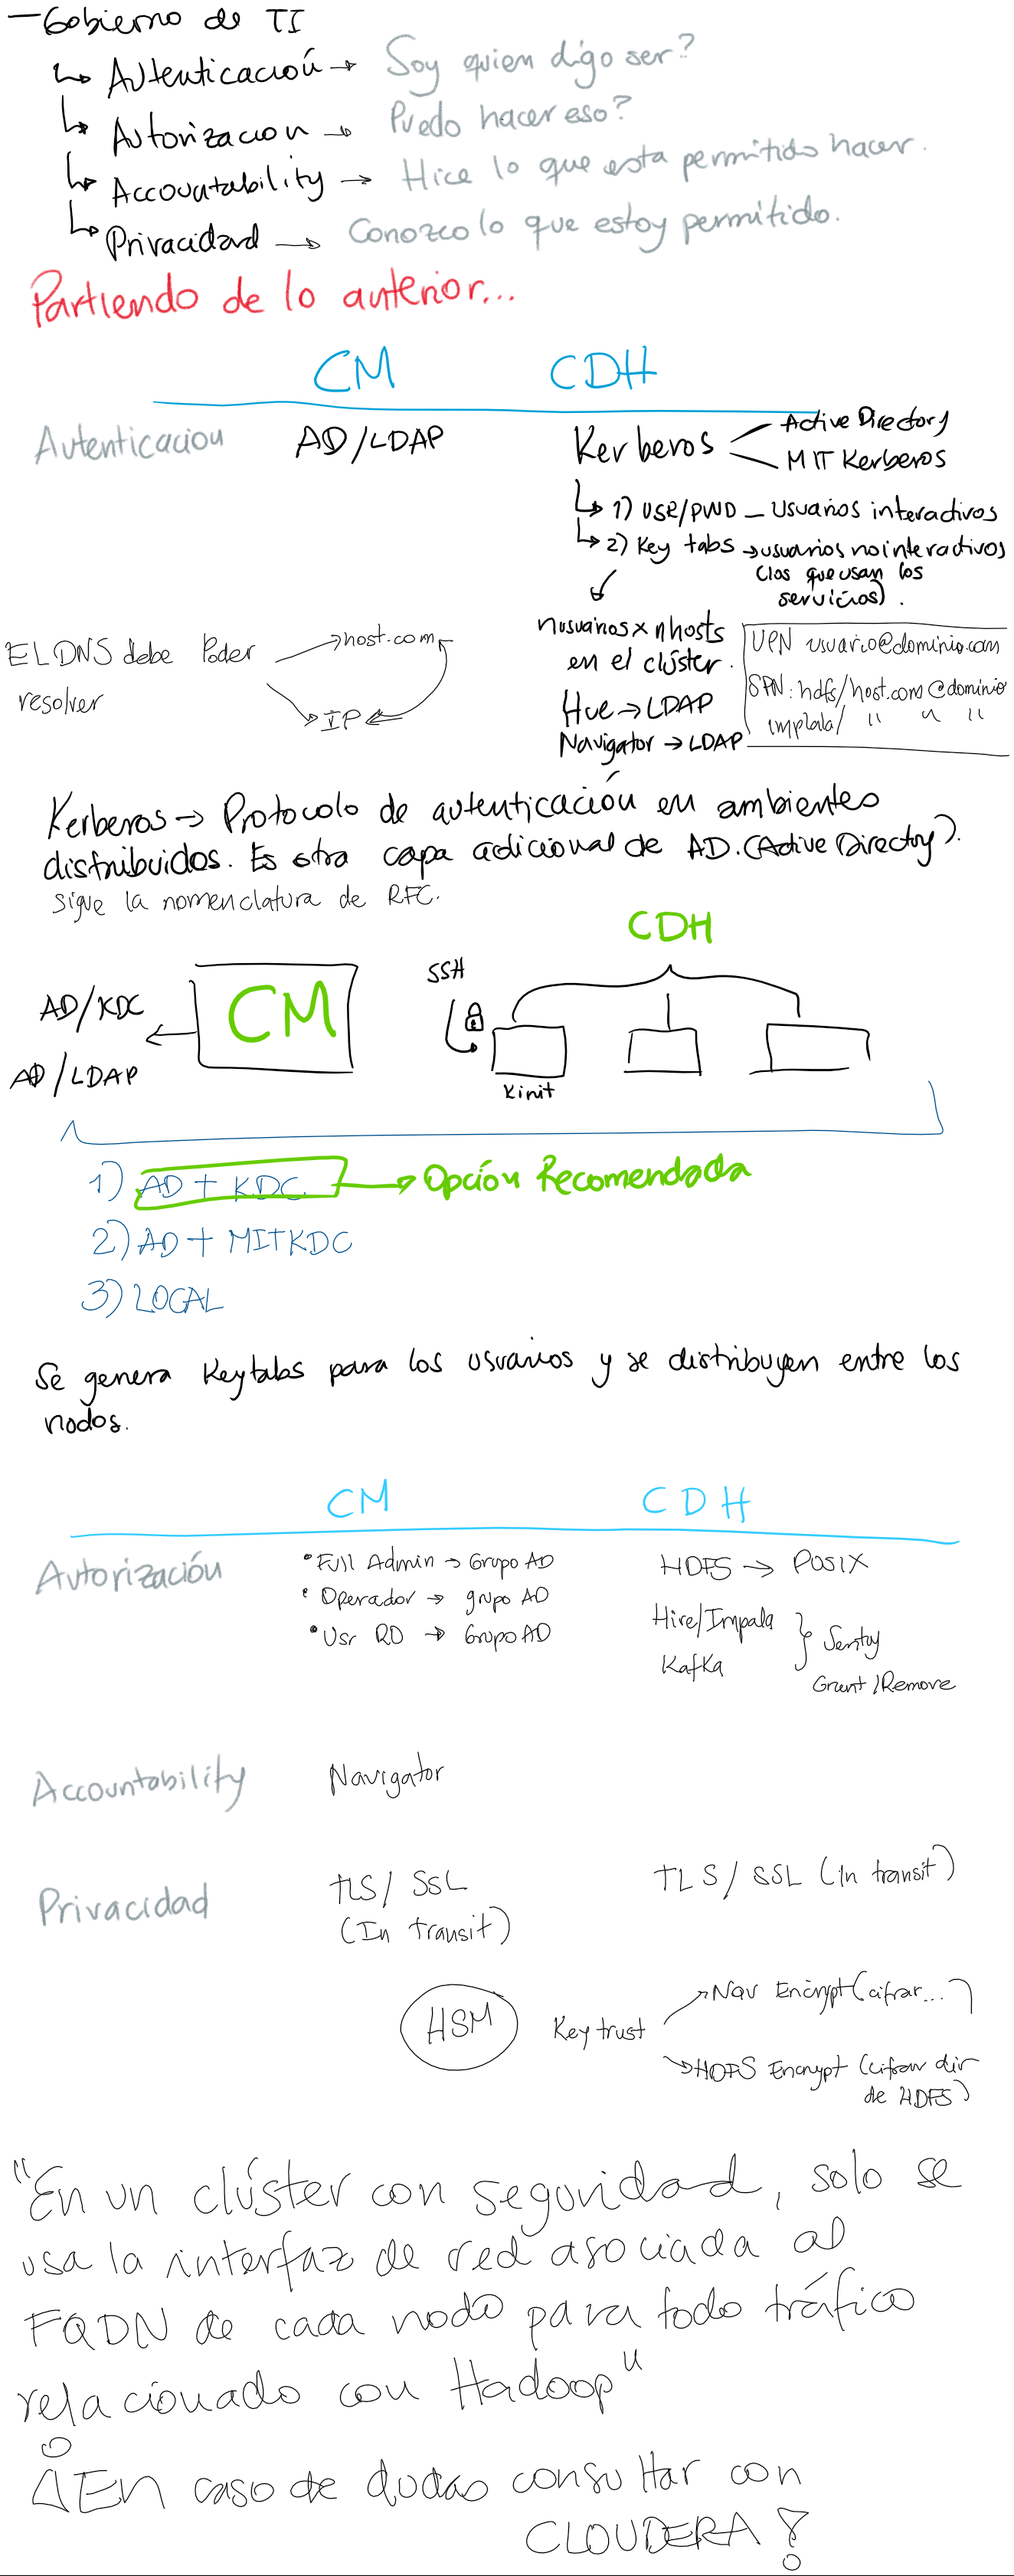 - Gobierno de TI
↳ Autenticación → Soy quien digo ser?
↳ Autorizacion → Puedo hacer eso?
↳ Accountability → Hice lo que esta permitido hacer.
↳ Privacidad → Conozco lo que estoy permitido.
Partiendo de lo anterior...
CM CDH
Autenticacion AD/LDAP Kerberos
Active Directory
MIT Kerberos
↳ 1) USR/PWD - Usuarios interactivos
↳ 2) Key tabs → usuarios no interactivos
(los que usan los
servicios).
nusuarios x nhosts
en el clúster.
Hue → LDAP
Navigator → LDAP
UPN usuario@dominio.com
SPN: hdfs/host.com@dominio
impala/ " " "
EL DNS debe Poder
resolver
→ host.com
→ IP
Kerberos → Protocolo de autenticación en ambientes
distribuidos. Es otra capa adicional de AD. (Active Directory).
sigue la nomenclatura de RFC.
CDH
SSH
AD/KDC
AD/LDAP
CM
Kinit
1) AD + KDC. → Opción Recomendada
2) AD + MITKDC
3) LOCAL
Se genera Keytabs para los usuarios y se distribuyen entre los
nodos.
CM CDH
Autorización
• Full Admin → Grupo AD
• Operador → grupo AD
• Usr RO → Grupo AD
HDFS → POSIX
Hive/Impala
Kafka
} Sentry
Grant / Remove
Accountability Navigator
Privacidad
TLS/ SSL
(In transit)
TLS / SSL (In transit)
HSM Key trust
→ Nav Encrypt (cifrar...)
→ HDFS Encrypt (cifrar dir
de HDFS)
"En un clúster con seguridad, solo se
usa la interfaz de red asociada al
FQDN de cada nodo para todo tráfico
relacionado con Hadoop"
¡En caso de dudas consultar con
CLOUDERA!